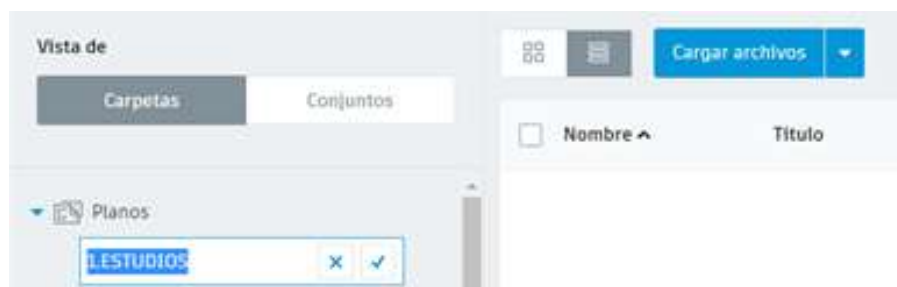 Vista de
Carpetas Conjuntos
Cargar archivos
Nombre Título
Planos
1.ESTUDIOS